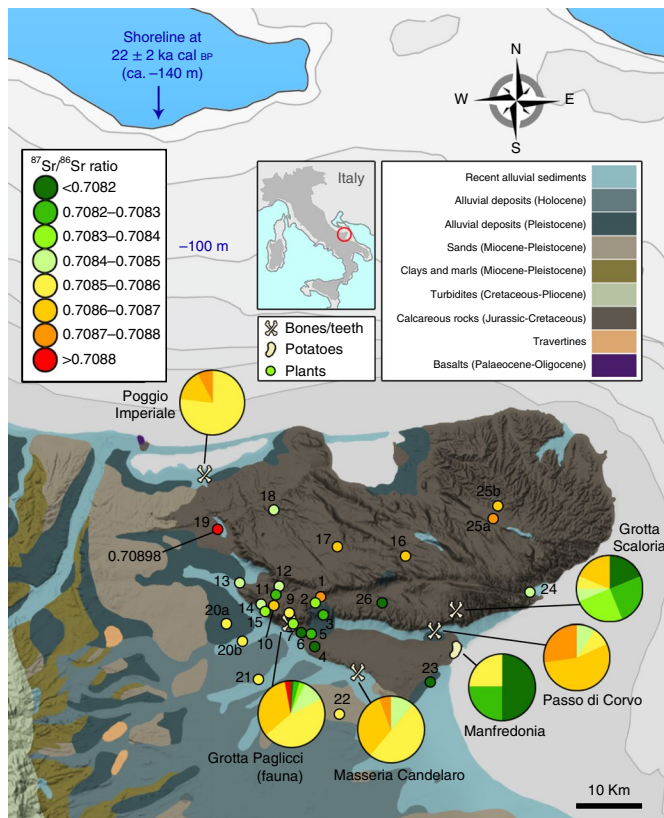 Shoreline at
22 ± 2 ka cal BP
(ca. –140 m)
N
W E
S
87Sr/86Sr ratio
<0.7082
0.7082–0.7083
0.7083–0.7084
0.7084–0.7085
0.7085–0.7086
0.7086–0.7087
0.7087–0.7088
>0.7088
–100 m
Italy
Bones/teeth
Potatoes
Plants
Recent alluvial sediments
Alluvial deposits (Holocene)
Alluvial deposits (Pleistocene)
Sands (Miocene-Pleistocene)
Clays and marls (Miocene-Pleistocene)
Turbidites (Cretaceous-Pliocene)
Calcareous rocks (Jurassic-Cretaceous)
Travertines
Basalts (Palaeocene-Oligocene)
Poggio
Imperiale
25b
18
25a
19
Grotta
Scaloria
17
16
0.70898
13
12
11
1
24
9
2
26
14
20a
15
3
7
5
10
6
20b
4
21
23
22
Passo di Corvo
Manfredonia
Grotta Paglicci
(fauna)
Masseria Candelaro
10 Km